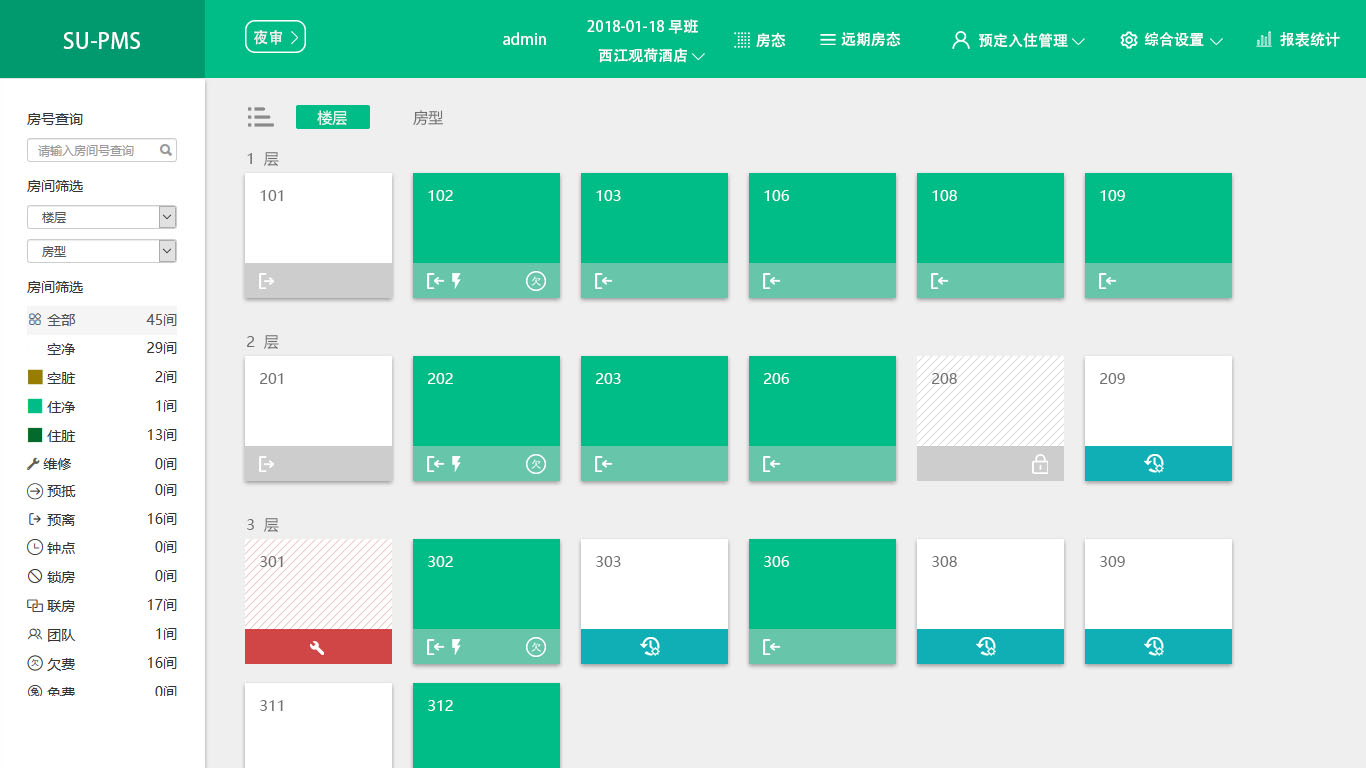 SU-PMS
夜审
admin
2018-01-18 早班
西江观荷酒店
房态
远期房态
预定入住管理
综合设置
报表统计
房号查询
请输入房间号查询
房间筛选
楼层
房型
房间筛选
全部 45间
空净 29间
空脏 2间
住净 1间
住脏 13间
维修 0间
预抵 0间
预离 16间
钟点 0间
锁房 0间
联房 17间
团队 1间
欠 欠费 16间
免 免费 0间
楼层 房型
1 层
101 102 103 106 108 109
欠
2 层
201 202 203 206 208 209
欠
3 层
301 302 303 306 308 309
欠
311 312